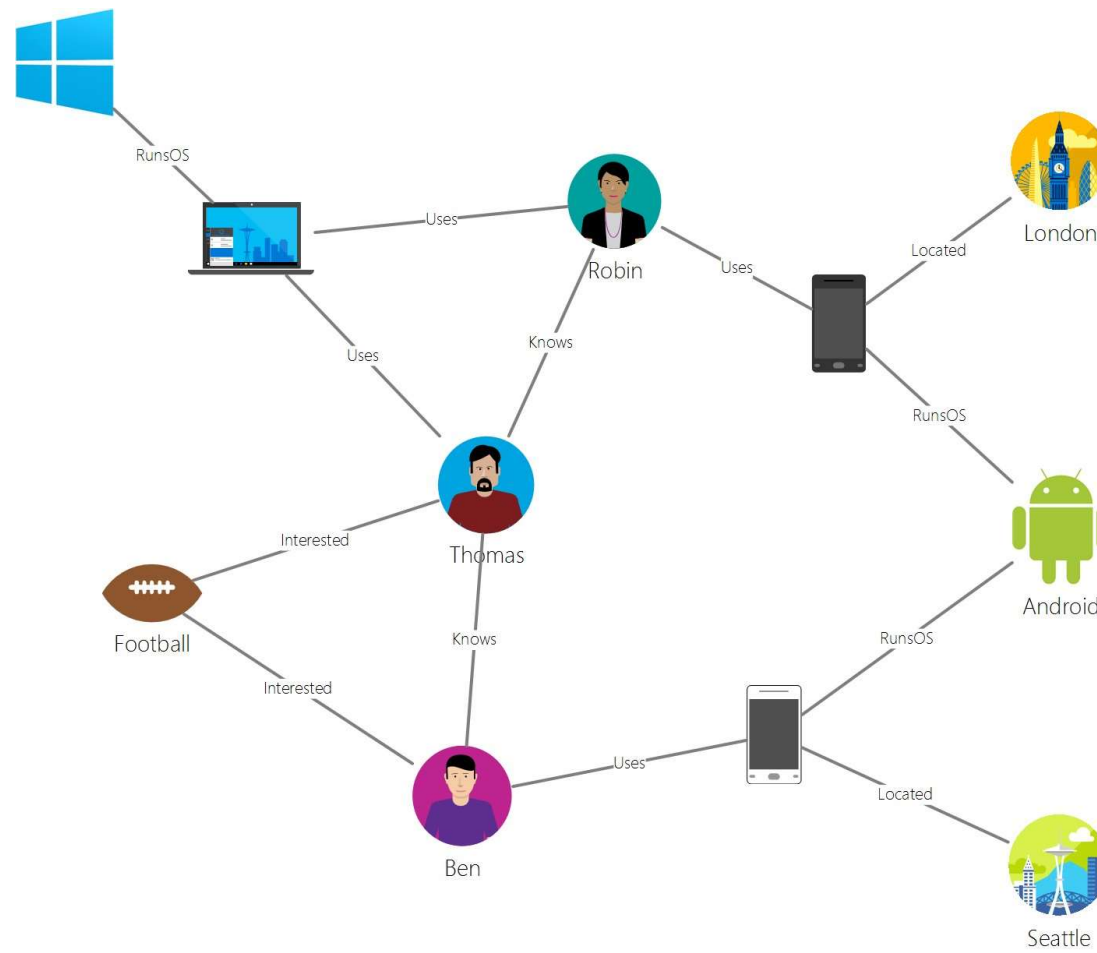 RunsOS
Uses
Robin
London
Located
Uses
Knows
Uses
RunsOS
Interested
Thomas
Android
Football
Knows
RunsOS
Interested
Uses
Located
Ben
Seattle